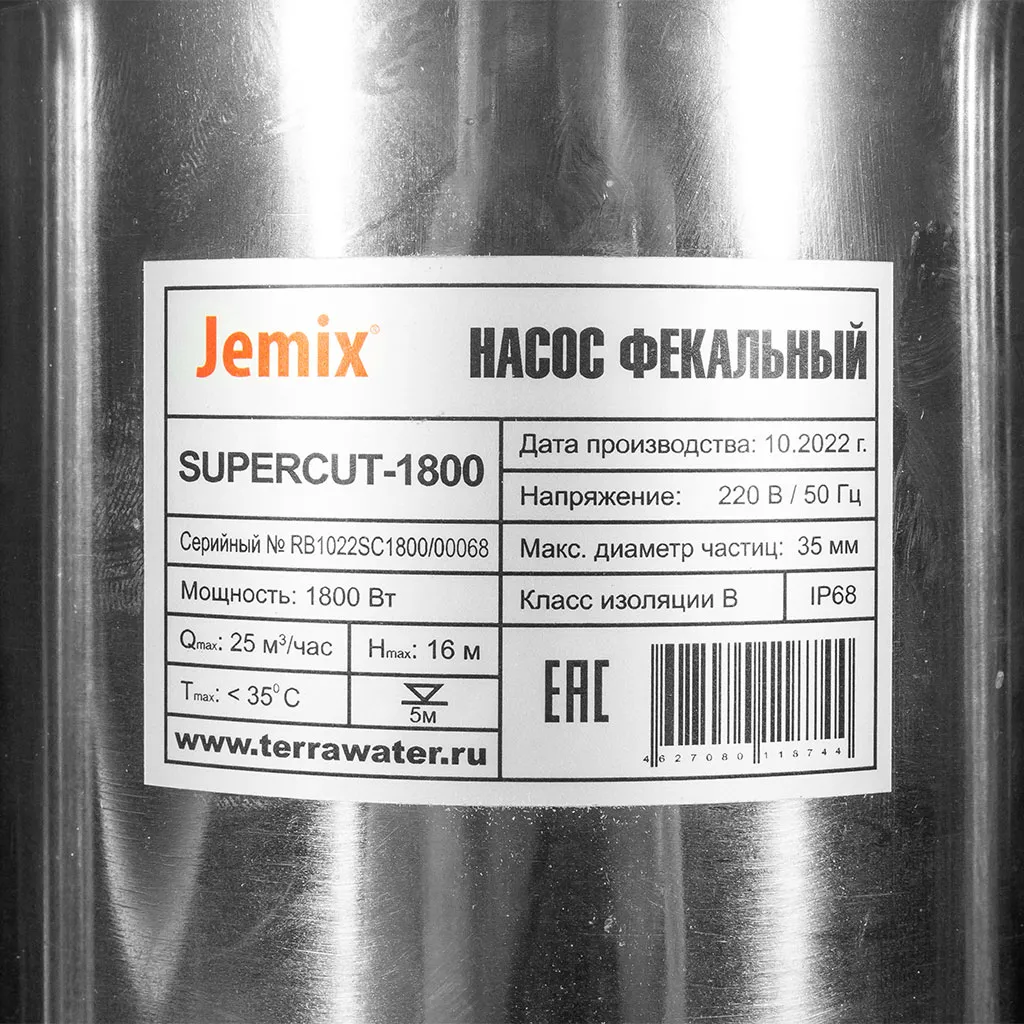 Jemix®
НАСОС ФЕКАЛЬНЫЙ
SUPERCUT-1800
Дата производства: 10.2022 г.
Напряжение: 220 В / 50 Гц
Серийный № RB1022SC1800/00068
Макс. диаметр частиц: 35 мм
Мощность: 1800 Вт
Класс изоляции В
IP68
Qmax: 25 м³/час
Hmax: 16 м
Tmax: < 35⁰ C
5м
www.terrawater.ru
EAC
4 627080 118744